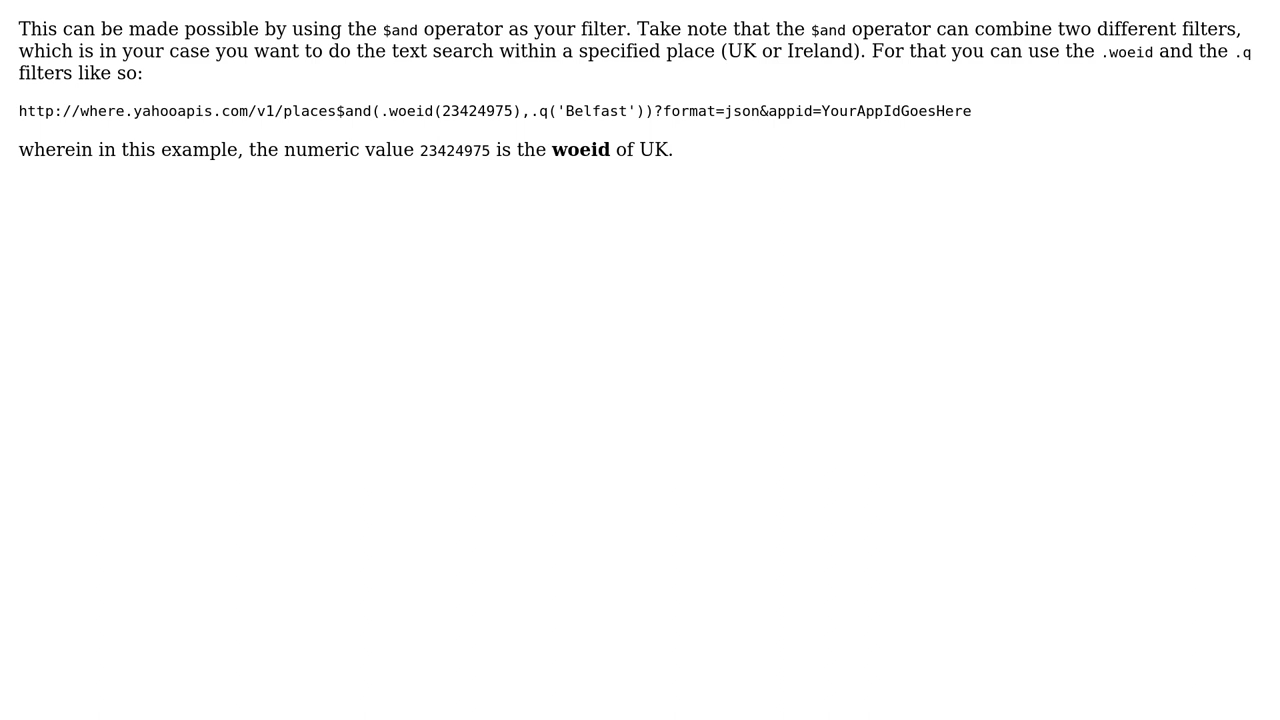 This can be made possible by using the $and operator as your filter. Take note that the $and operator can combine two different filters,
which is in your case you want to do the text search within a specified place (UK or Ireland). For that you can use the .woeid and the .q
filters like so:
http://where.yahooapis.com/v1/places$and(.woeid(23424975),.q('Belfast'))?format=json&appid=YourAppIdGoesHere
wherein in this example, the numeric value 23424975 is the woeid of UK.